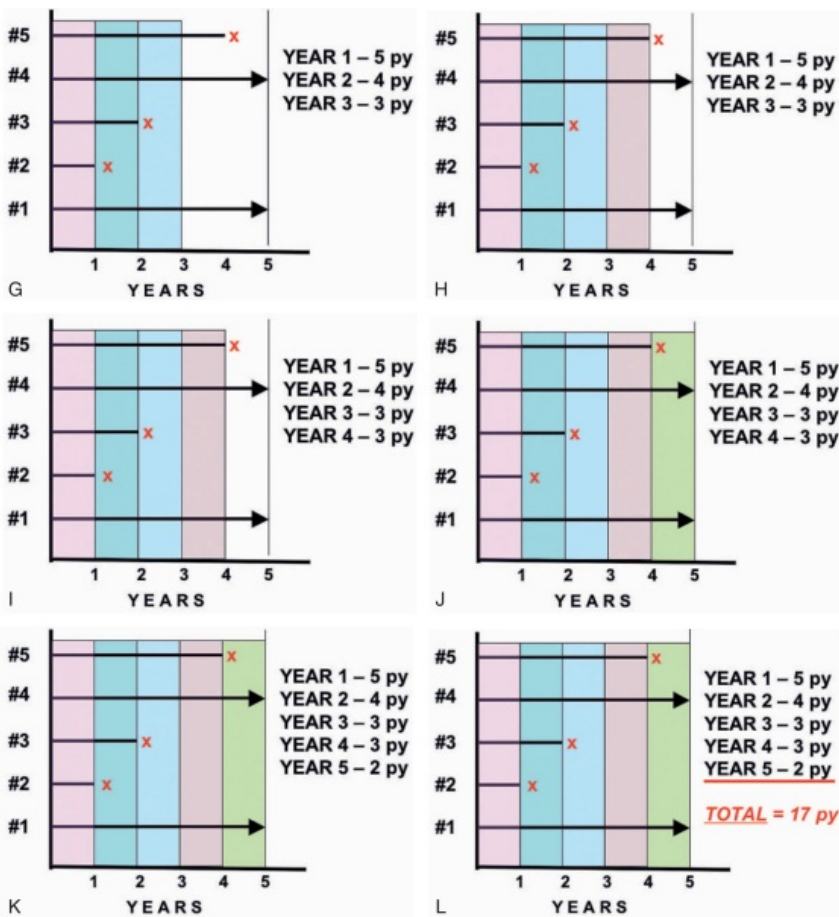 #5 x
#4
#3 x
#2 x
#1
YEAR 1 – 5 py
YEAR 2 – 4 py
YEAR 3 – 3 py
1 2 3 4 5
G YEARS
#5 x
#4
#3 x
#2 x
#1
YEAR 1 – 5 py
YEAR 2 – 4 py
YEAR 3 – 3 py
1 2 3 4 5
H YEARS
#5 x
#4
#3 x
#2 x
#1
YEAR 1 – 5 py
YEAR 2 – 4 py
YEAR 3 – 3 py
YEAR 4 – 3 py
1 2 3 4 5
I YEARS
#5 x
#4
#3 x
#2 x
#1
YEAR 1 – 5 py
YEAR 2 – 4 py
YEAR 3 – 3 py
YEAR 4 – 3 py
1 2 3 4 5
J YEARS
#5 x
#4
#3 x
#2 x
#1
YEAR 1 – 5 py
YEAR 2 – 4 py
YEAR 3 – 3 py
YEAR 4 – 3 py
YEAR 5 – 2 py
1 2 3 4 5
K YEARS
#5 x
#4
#3 x
#2 x
#1
YEAR 1 – 5 py
YEAR 2 – 4 py
YEAR 3 – 3 py
YEAR 4 – 3 py
YEAR 5 – 2 py
TOTAL = 17 py
1 2 3 4 5
L YEARS